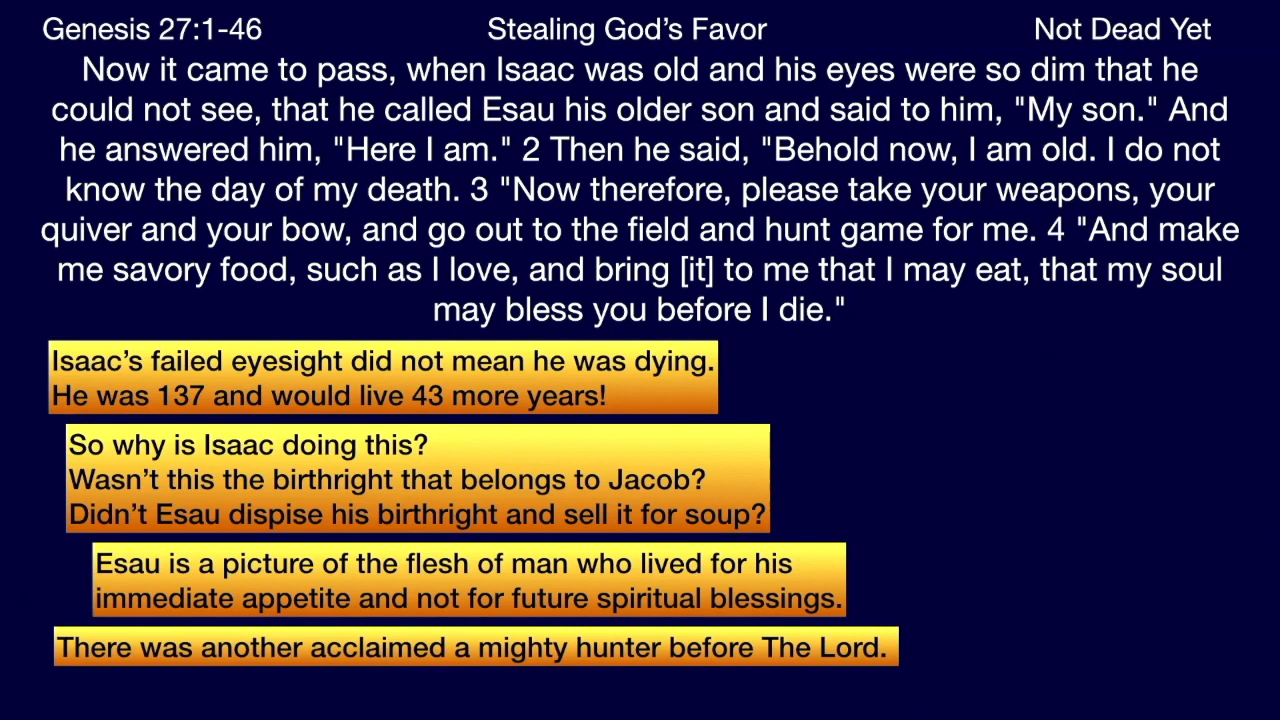 Genesis 27:1-46 Stealing God's Favor Not Dead Yet
Now it came to pass, when Isaac was old and his eyes were so dim that he
could not see, that he called Esau his older son and said to him, "My son." And
he answered him, "Here I am." 2 Then he said, "Behold now, I am old. I do not
know the day of my death. 3 "Now therefore, please take your weapons, your
quiver and your bow, and go out to the field and hunt game for me. 4 "And make
me savory food, such as I love, and bring [it] to me that I may eat, that my soul
may bless you before I die."
Isaac’s failed eyesight did not mean he was dying.
He was 137 and would live 43 more years!
So why is Isaac doing this?
Wasn’t this the birthright that belongs to Jacob?
Didn’t Esau dispise his birthright and sell it for soup?
Esau is a picture of the flesh of man who lived for his
immediate appetite and not for future spiritual blessings.
There was another acclaimed a mighty hunter before The Lord.